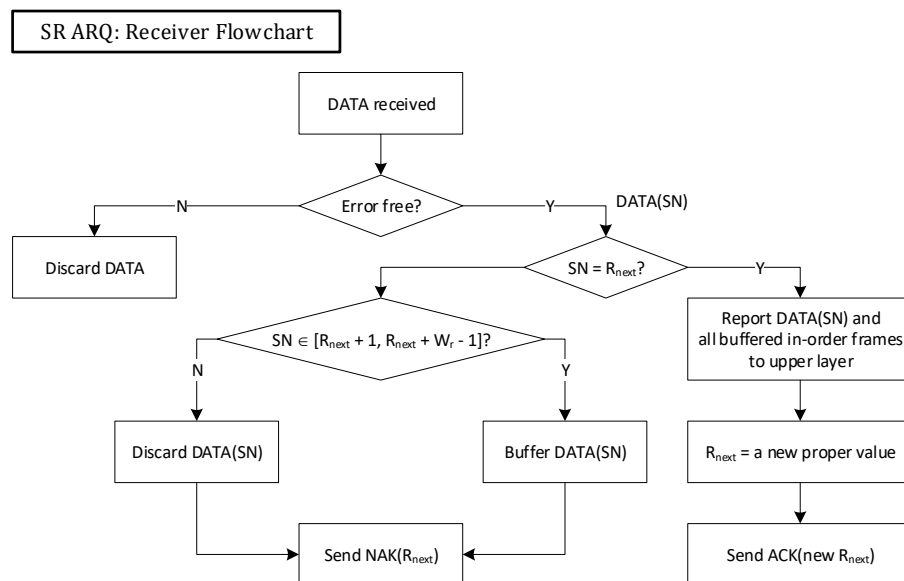 SR ARQ: Receiver Flowchart
DATA received
Error free?
N
Y
DATA(SN)
Discard DATA
SN = Rnext?
Y
SN ∈ [Rnext + 1, Rnext + Wr - 1]?
Report DATA(SN) and
all buffered in-order frames
to upper layer
N
Y
Discard DATA(SN)
Buffer DATA(SN)
Rnext = a new proper value
Send NAK(Rnext)
Send ACK(new Rnext)